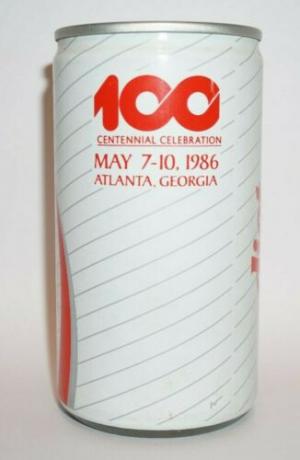 100
CENTENNIAL CELEBRATION
MAY 7-10, 1986
ATLANTA, GEORGIA